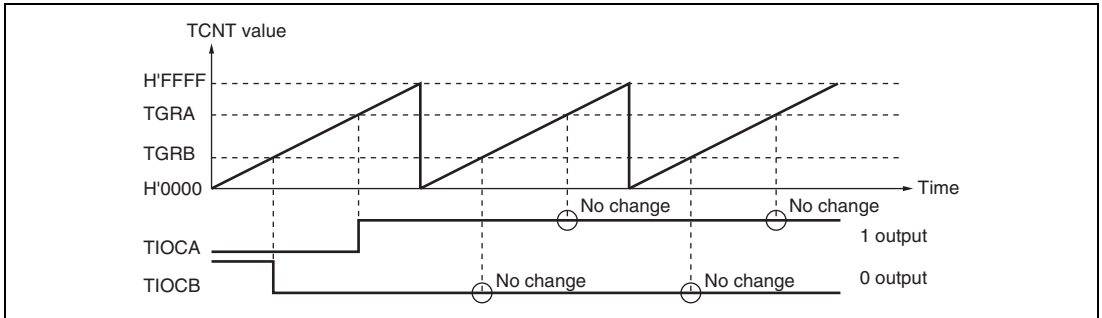 TCNT value
H'FFFF
TGRA
TGRB
H'0000
Time
No change
No change
TIOCA
1 output
No change
No change
TIOCB
0 output